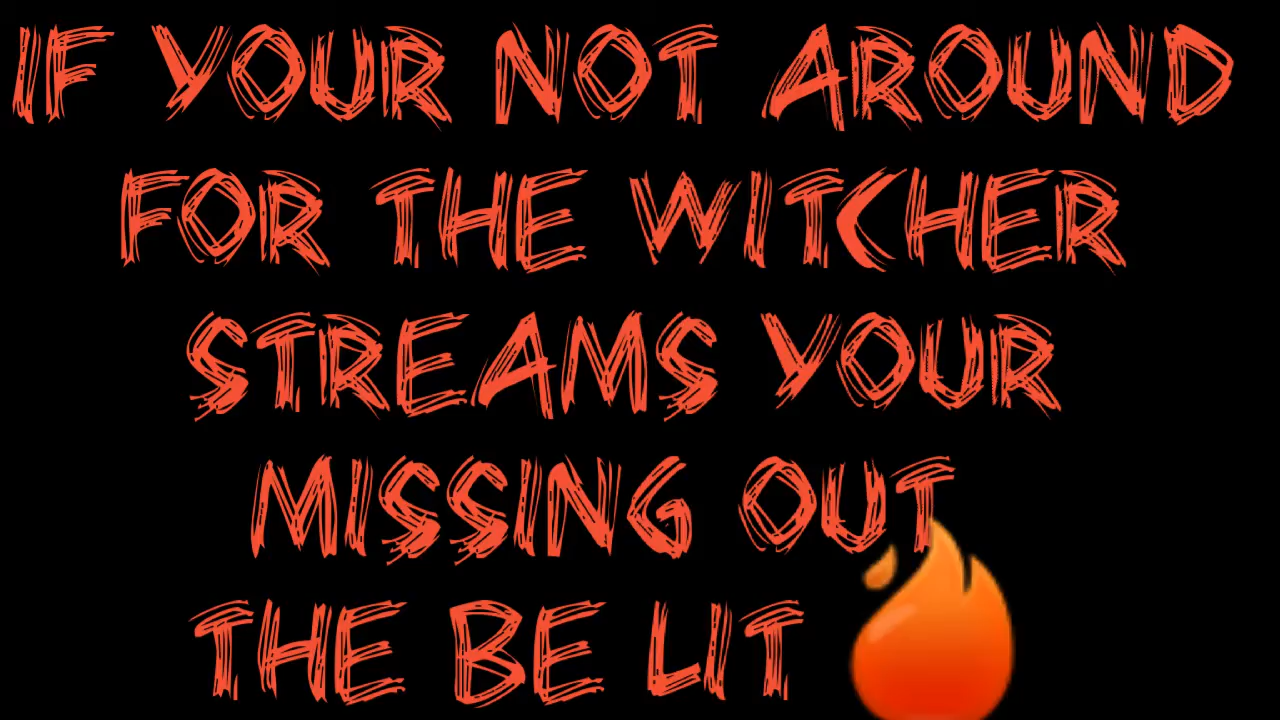 IF YOUR NOT AROUND
FOR THE WITCHER
STREAMS YOUR
MISSING OUT
THE BE LIT